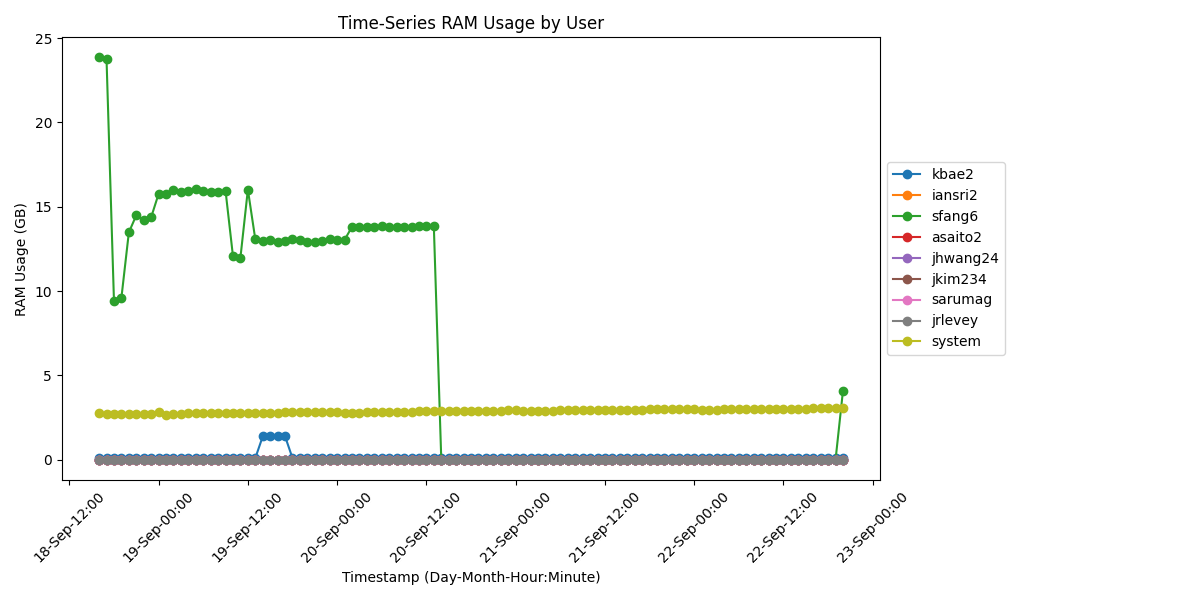 Time-Series RAM Usage by User
25
20
15
10
5
0
RAM Usage (GB)
18-Sep-12:00
19-Sep-00:00
19-Sep-12:00
20-Sep-00:00
20-Sep-12:00
21-Sep-00:00
21-Sep-12:00
22-Sep-00:00
22-Sep-12:00
23-Sep-00:00
Timestamp (Day-Month-Hour:Minute)
kbae2
iansri2
sfang6
asaito2
jhwang24
jkim234
sarumag
jrlevey
system